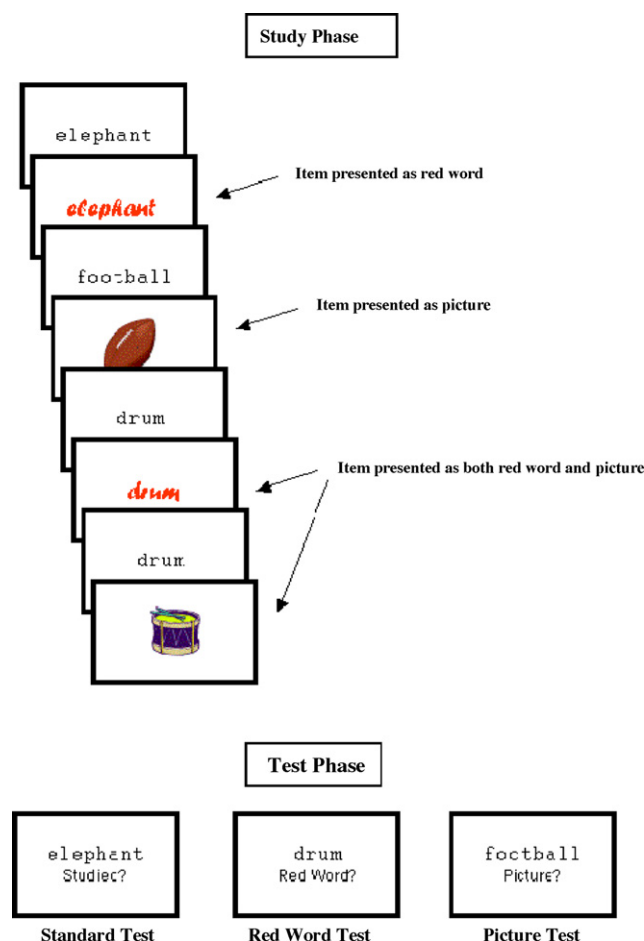 Study Phase
elephant
Item presented as red word
elephant
football
Item presented as picture
drum
Item presented as both red word and picture
drum
drum
Test Phase
elephant
Studied?
Standard Test
drum
Red Word?
Red Word Test
football
Picture?
Picture Test